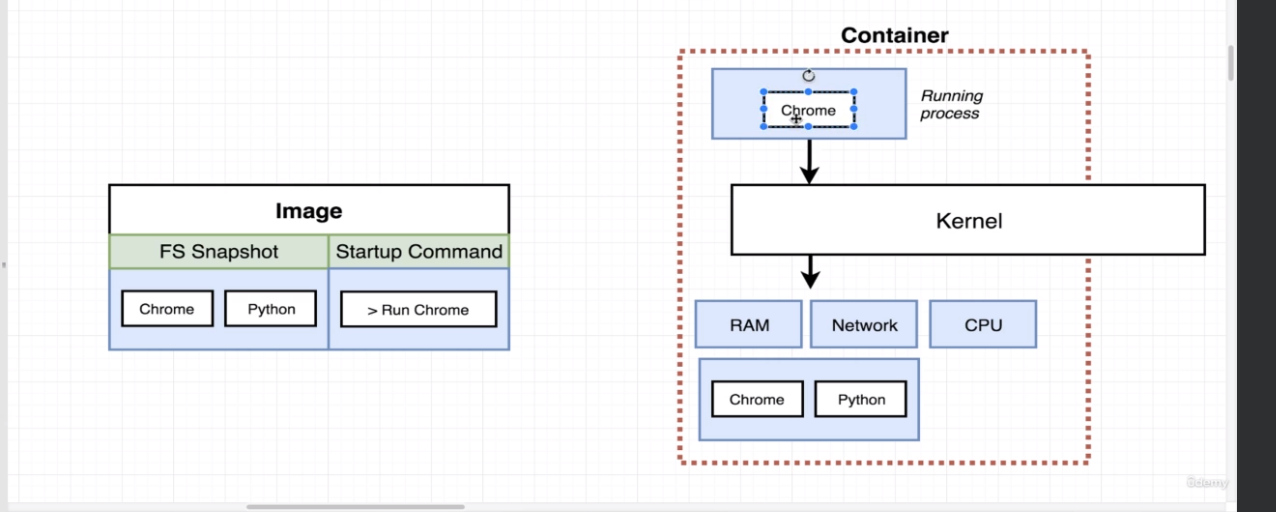 Container
Chrome
Running
process
Kernel
Image
FS Snapshot
Startup Command
Chrome
Python
> Run Chrome
RAM
Network
CPU
Chrome
Python
Udemy